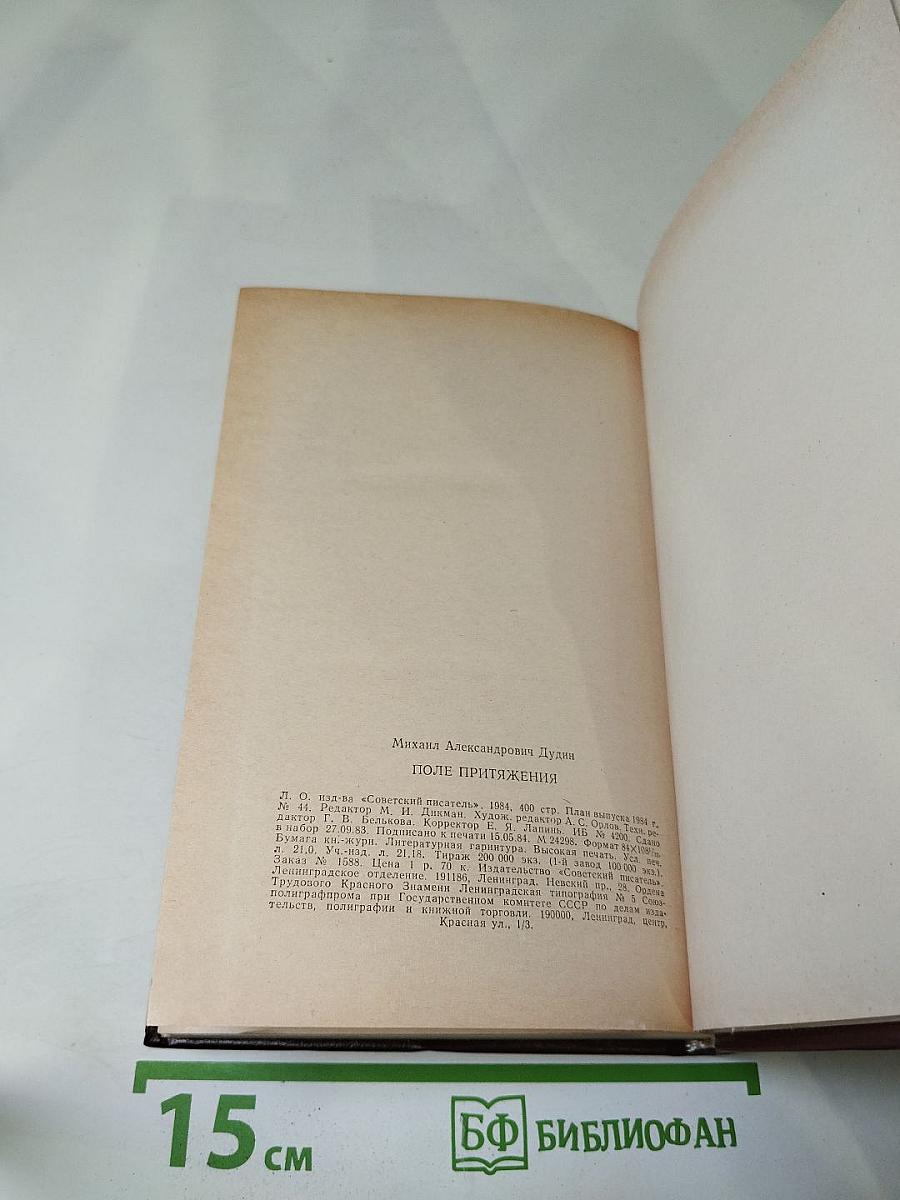 Михаил Александрович Дудин
ПОЛЕ ПРИТЯЖЕНИЯ
Л. О. изд-ва «Советский писатель», 1984, 400 стр. План выпуска 1984 г.
№ 44. Редактор М. И. Дикман. Худож. редактор А. С. Орлов. Техн. ре-
дактор Г. В. Белькова. Корректор Е. Я. Лапинь. ИБ № 4200. Сдано
в набор 27.09.83. Подписано к печати 15.05.84. М 24298. Формат 84×108¹/₃₂.
Бумага кн.-журн. Литературная гарнитура. Высокая печать. Усл. печ.
л. 21,0. Уч.-изд. л. 21,18. Тираж 200 000 экз. (1-й завод 100 000 экз.).
Заказ № 1588. Цена 1 р. 70 к. Издательство «Советский писатель».
Ленинградское отделение. 191186, Ленинград, Невский пр., 28. Ордена
Трудового Красного Знамени Ленинградская типография № 5 Союз-
полиграфпрома при Государственном комитете СССР по делам изда-
тельств, полиграфии и книжной торговли. 190000, Ленинград, центр,
Красная ул., 1/3.
15 см
БФ БИБЛИОФАН